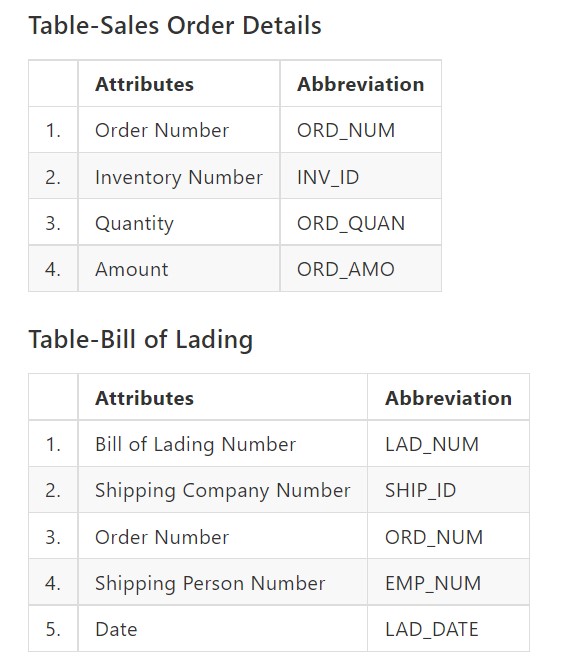 Table-Sales Order Details
Attributes Abbreviation
1. Order Number ORD_NUM
2. Inventory Number INV_ID
3. Quantity ORD_QUAN
4. Amount ORD_AMO
Table-Bill of Lading
Attributes Abbreviation
1. Bill of Lading Number LAD_NUM
2. Shipping Company Number SHIP_ID
3. Order Number ORD_NUM
4. Shipping Person Number EMP_NUM
5. Date LAD_DATE